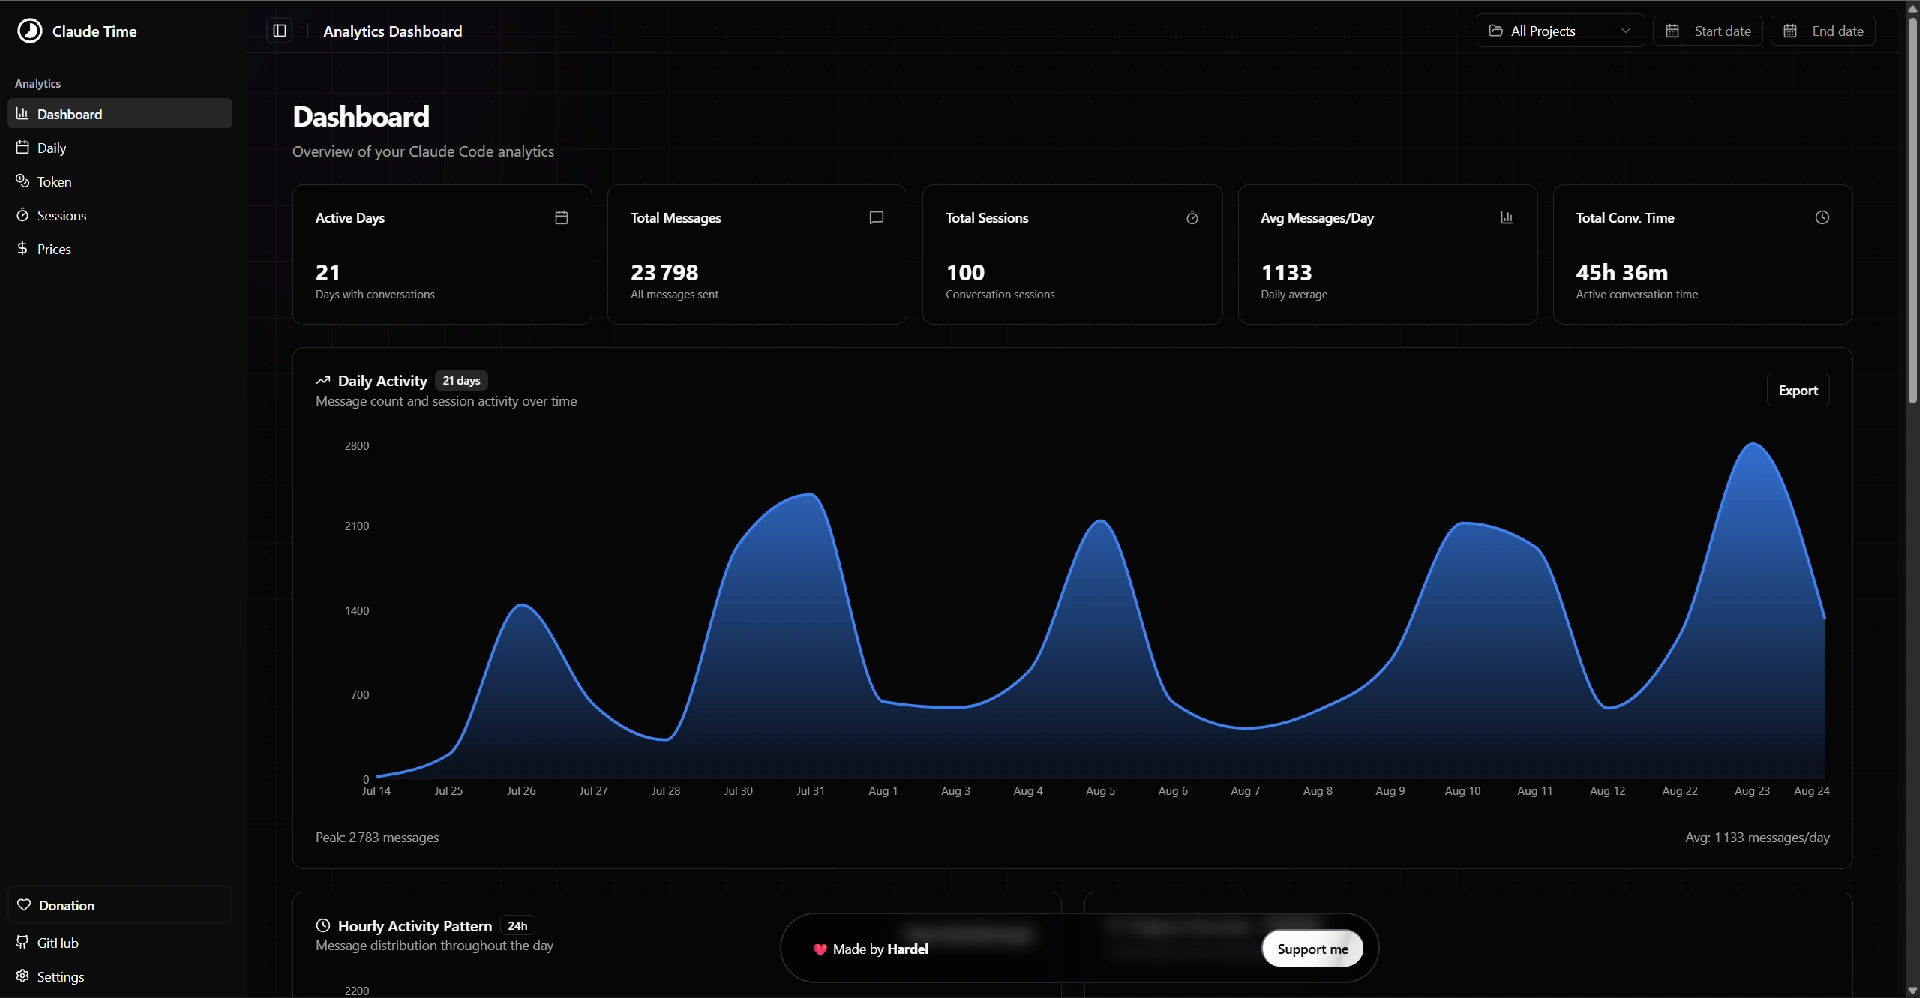 Claude Time
Analytics Dashboard
All Projects
Start date
End date
Analytics
Dashboard
Daily
Token
Sessions
Prices
Dashboard
Overview of your Claude Code analytics
Active Days
21
Days with conversations
Total Messages
23 798
All messages sent
Total Sessions
100
Conversation sessions
Avg Messages/Day
1133
Daily average
Total Conv. Time
45h 36m
Active conversation time
Daily Activity 21 days
Message count and session activity over time
Export
2800
2100
1400
700
0
Jul 14 Jul 25 Jul 26 Jul 27 Jul 28 Jul 30 Jul 31 Aug 1 Aug 3 Aug 4 Aug 5 Aug 6 Aug 7 Aug 8 Aug 9 Aug 10 Aug 11 Aug 12 Aug 22 Aug 23 Aug 24
Peak: 2 783 messages
Avg: 1 133 messages/day
Hourly Activity Pattern 24h
Message distribution throughout the day
2200
Made by Hardel
Support me
Donation
GitHub
Settings